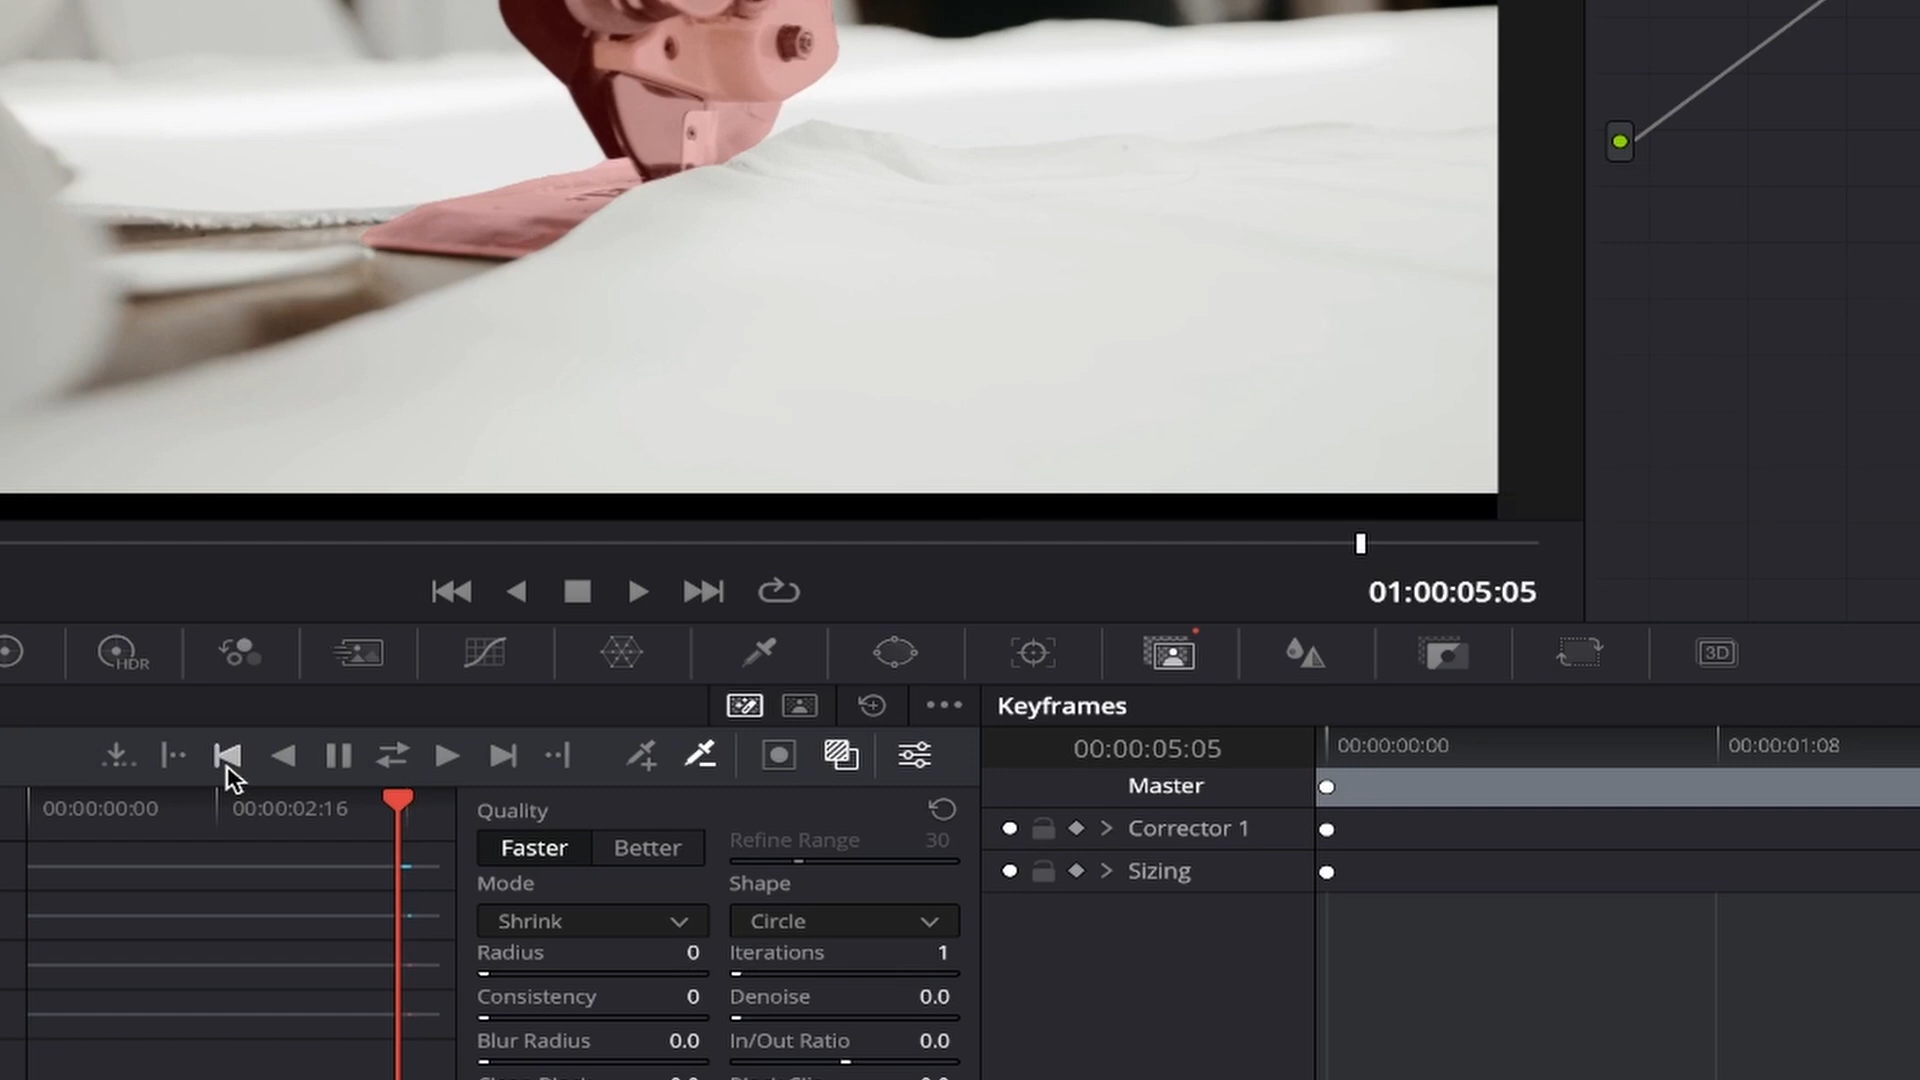 01:00:05:05
HDR
3D
Keyframes
00:00:05:05
00:00:00:00
00:00:01:08
Master
Corrector 1
Sizing
00:00:00:00
00:00:02:16
Quality
Faster
Better
Refine Range
30
Mode
Shape
Shrink
Circle
Radius
0
Iterations
1
Consistency
0
Denoise
0.0
Blur Radius
0.0
In/Out Ratio
0.0